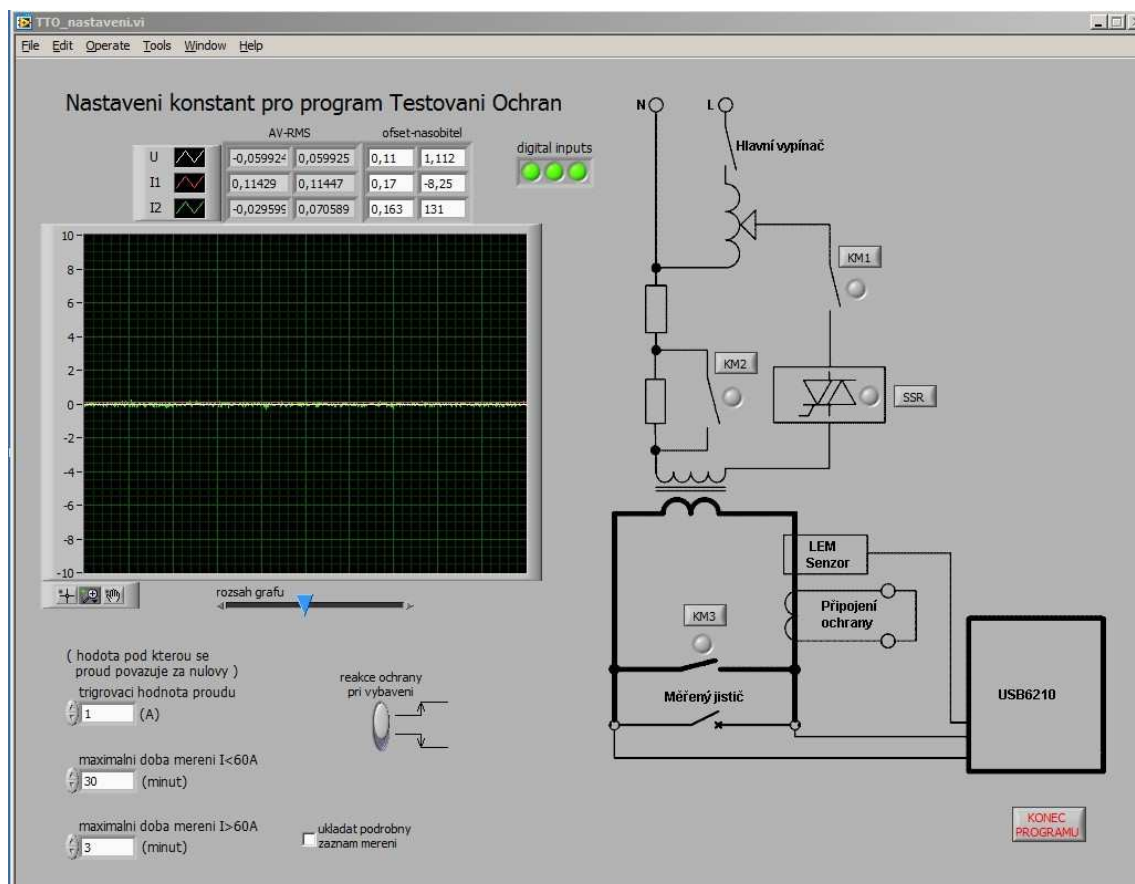 TTO_nastaveni.vi
File Edit Operate Tools Window Help
Nastaveni konstant pro program Testovani Ochran
AV-RMS ofset-nasobitel
U -0,059924 0,059925 0,11 1,112
I1 0,11429 0,11447 0,17 -8,25
I2 -0,029599 0,070589 0,163 131
digital inputs
10
8
6
4
2
0
-2
-4
-6
-8
-10
rozsah grafu
( hodota pod kterou se
proud povazuje za nulovy )
trigrovaci hodnota proudu
1 (A)
maximalni doba mereni I<60A
30 (minut)
maximalni doba mereni I>60A
3 (minut)
reakce ochrany
pri vybaveni
ukladat podrobny
zaznam mereni
N L
Hlavní vypínač
KM1
KM2
SSR
LEM
Senzor
KM3
Připojení
ochrany
Měřený jistič
USB6210
KONEC
PROGRAMU